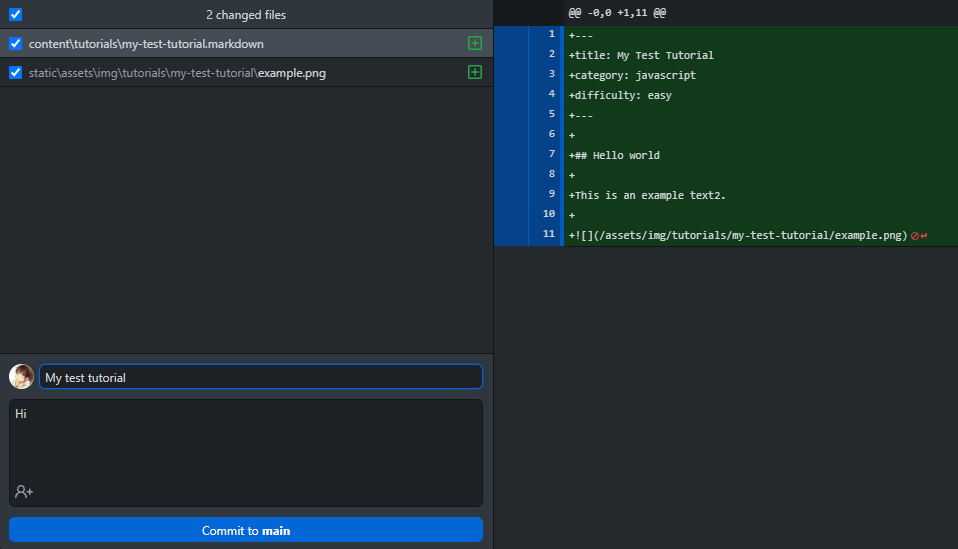 2 changed files
content\tutorials\my-test-tutorial.markdown
static\assets\img\tutorials\my-test-tutorial\example.png
My test tutorial
Hi
Commit to main
@@ -0,0 +1,11 @@
1 +---
2 +title: My Test Tutorial
3 +category: javascript
4 +difficulty: easy
5 +---
6 +
7 +## Hello world
8 +
9 +This is an example text2.
10 +
11 +![](/assets/img/tutorials/my-test-tutorial/example.png)